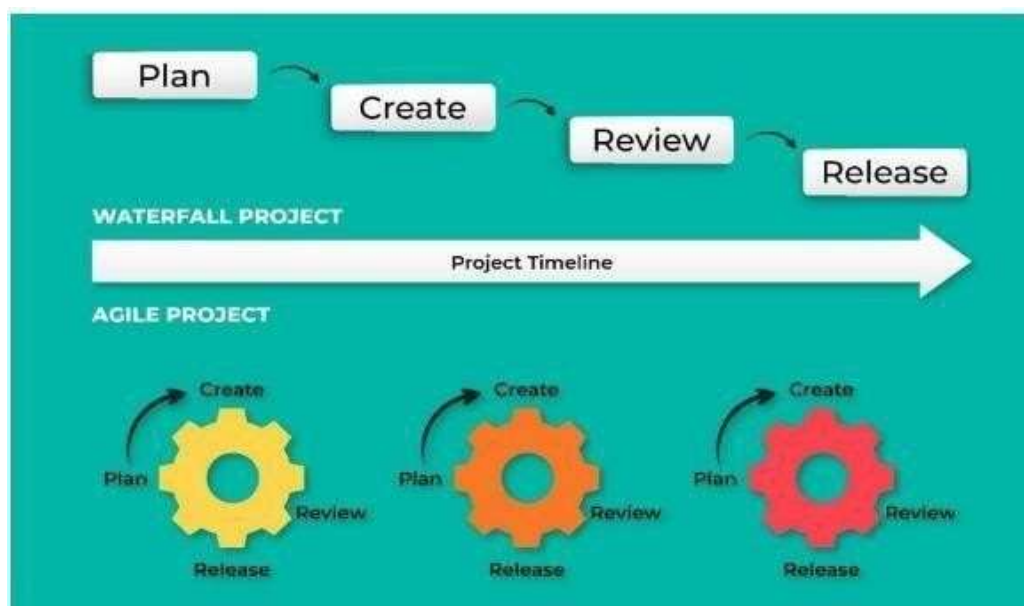 Plan
Create
Review
Release
WATERFALL PROJECT
Project Timeline
AGILE PROJECT
Create
Plan
Review
Release
Create
Plan
Review
Release
Create
Plan
Review
Release